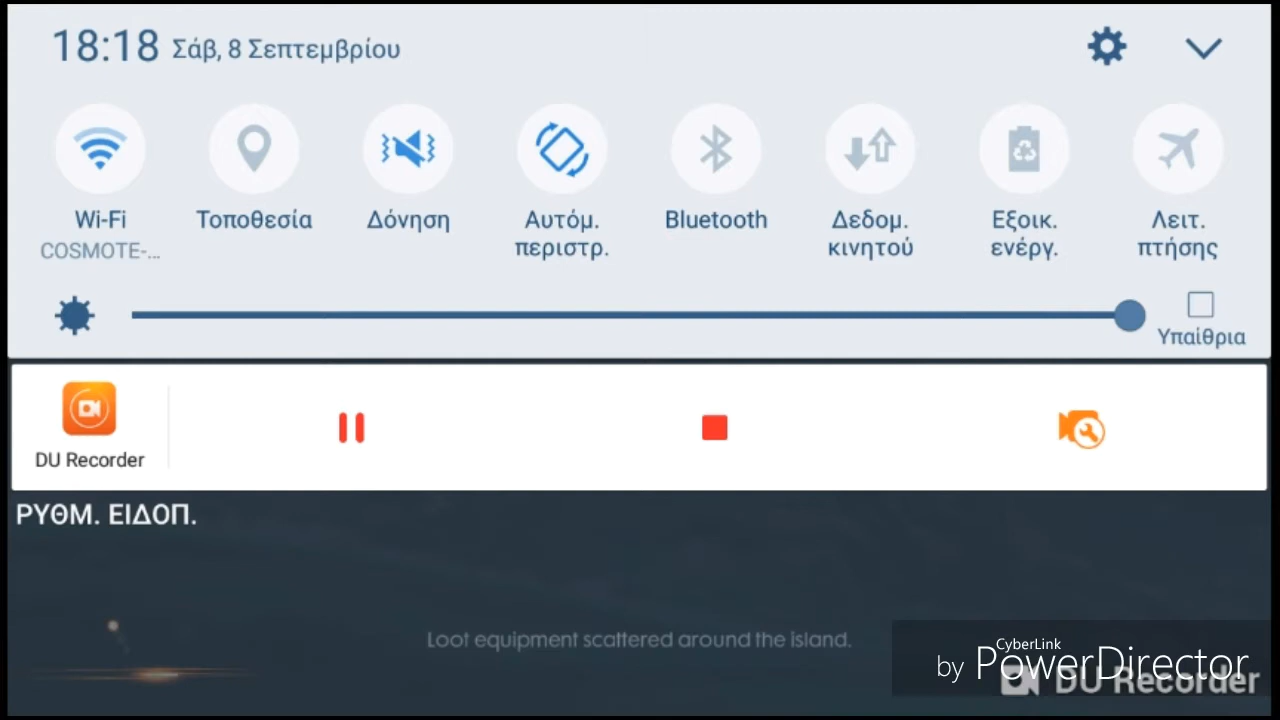 18:18 Σάβ, 8 Σεπτεμβρίου
Wi-Fi
COSMOTE-...
Τοποθεσία
Δόνηση
Αυτόμ.
περιστρ.
Bluetooth
Δεδομ.
κινητού
Εξοικ.
ενέργ.
Λειτ.
πτήσης
Υπαίθρια
DU Recorder
ΡΥΘΜ. ΕΙΔΟΠ.
Loot equipment scattered around the island.
CyberLink
by PowerDirector
DU Recorder